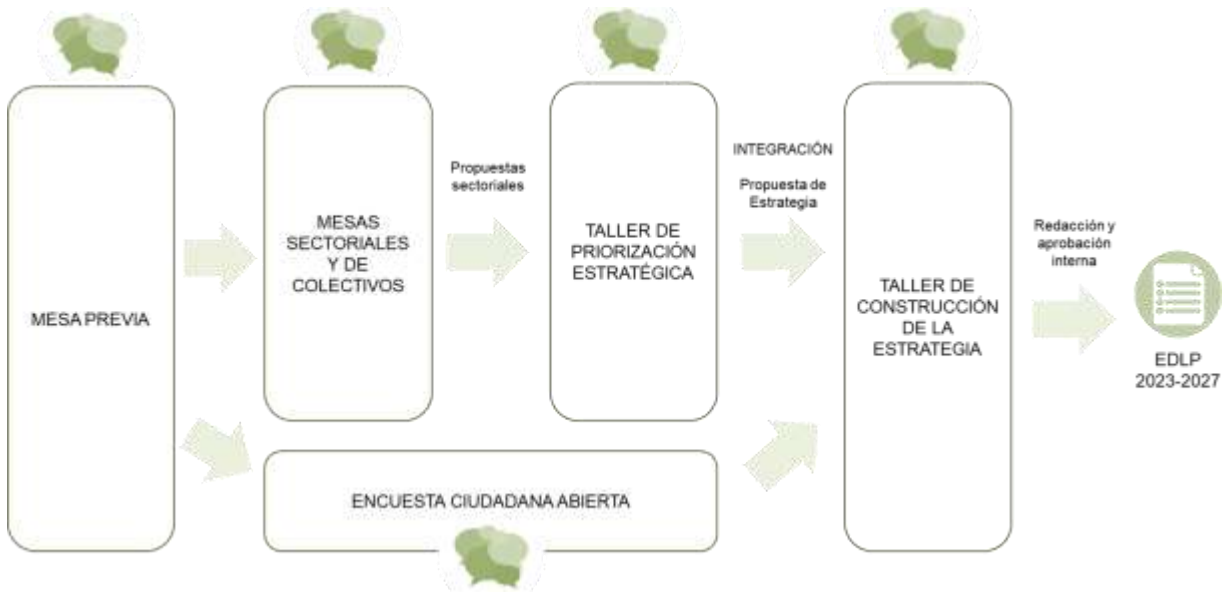 MESA PREVIA
MESAS
SECTORIALES
Y DE
COLECTIVOS
Propuestas
sectoriales
TALLER DE
PRIORIZACIÓN
ESTRATÉGICA
INTEGRACIÓN
Propuesta de
Estrategia
ENCUESTA CIUDADANA ABIERTA
TALLER DE
CONSTRUCCIÓN
DE LA
ESTRATEGIA
Redacción y
aprobación
interna
EDLP
2023-2027